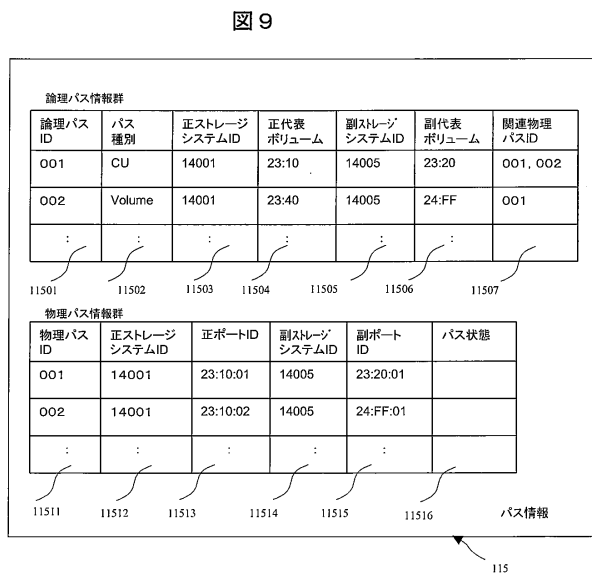 図９
論理パス情報群
論理パス ID パス 種別 正ストレージ システムID 正代表 ボリューム 副ストレージ システムID 副代表 ボリューム 関連物理 パスID
001 CU 14001 23:10 14005 23:20 001, 002
002 Volume 14001 23:40 14005 24:FF 001
: : : : : :
11501 11502 11503 11504 11505 11506 11507
物理パス情報群
物理パス ID 正ストレージ システムID 正ポートID 副ストレージ システムID 副ポート ID パス状態
001 14001 23:10:01 14005 23:20:01
002 14001 23:10:02 14005 24:FF:01
: : : : :
11511 11512 11513 11514 11515 11516
パス情報
115